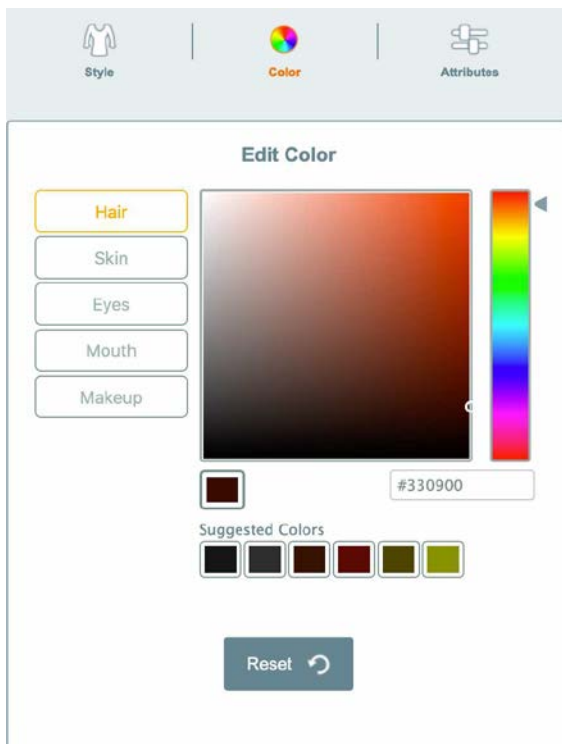 Style
Color
Attributes
Edit Color
Hair
Skin
Eyes
Mouth
Makeup
#330900
Suggested Colors
Reset